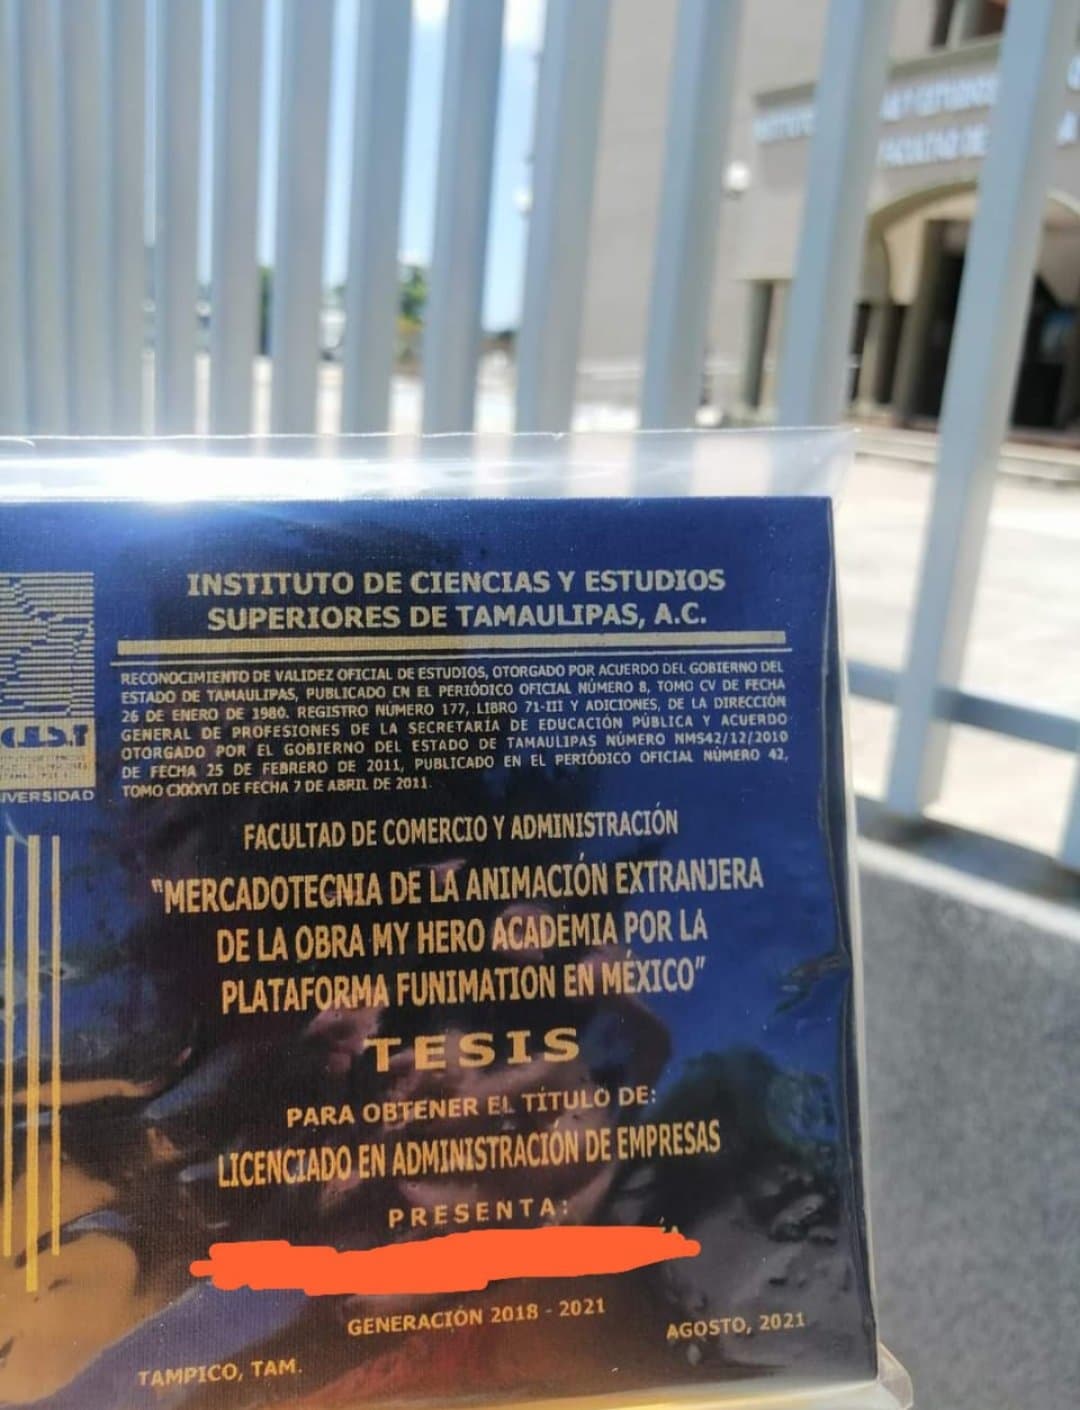 INSTITUTO DE CIENCIAS Y ESTUDIOS
SUPERIORES DE TAMAULIPAS, A.C.
RECONOCIMIENTO DE VALIDEZ OFICIAL DE ESTUDIOS, OTORGADO POR ACUERDO DEL GOBIERNO DEL
ESTADO DE TAMAULIPAS, PUBLICADO EN EL PERIÓDICO OFICIAL NÚMERO 8, TOMO CV DE FECHA
26 DE ENERO DE 1980. REGISTRO NÚMERO 177, LIBRO 71-III Y ADICIONES, DE LA DIRECCIÓN
GENERAL DE PROFESIONES DE LA SECRETARÍA DE EDUCACIÓN PÚBLICA Y ACUERDO
OTORGADO POR EL GOBIERNO DEL ESTADO DE TAMAULIPAS NÚMERO NMS42/12/2010
DE FECHA 25 DE FEBRERO DE 2011, PUBLICADO EN EL PERIÓDICO OFICIAL NÚMERO 42,
TOMO CXXXVI DE FECHA 7 DE ABRIL DE 2011.
FACULTAD DE COMERCIO Y ADMINISTRACIÓN
"MERCADOTECNIA DE LA ANIMACIÓN EXTRANJERA
DE LA OBRA MY HERO ACADEMIA POR LA
PLATAFORMA FUNIMATION EN MÉXICO"
TESIS
PARA OBTENER EL TÍTULO DE:
LICENCIADO EN ADMINISTRACIÓN DE EMPRESAS
PRESENTA:
GENERACIÓN 2018 - 2021
AGOSTO, 2021
TAMPICO, TAM.
FACULTAD DE